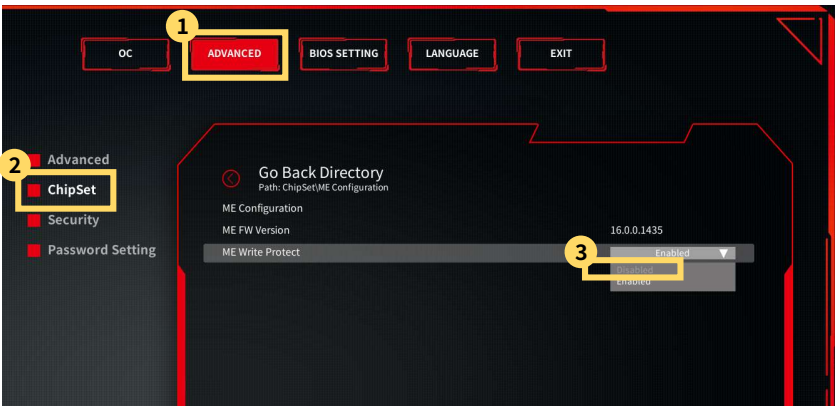 1
OC
ADVANCED
BIOS SETTING
LANGUAGE
EXIT
2
Advanced
ChipSet
Security
Password Setting
Go Back Directory
Path: ChipSet\ME Configuration
ME Configuration
ME FW Version 16.0.0.1435
ME Write Protect 3 Enabled
Disabled
Enabled